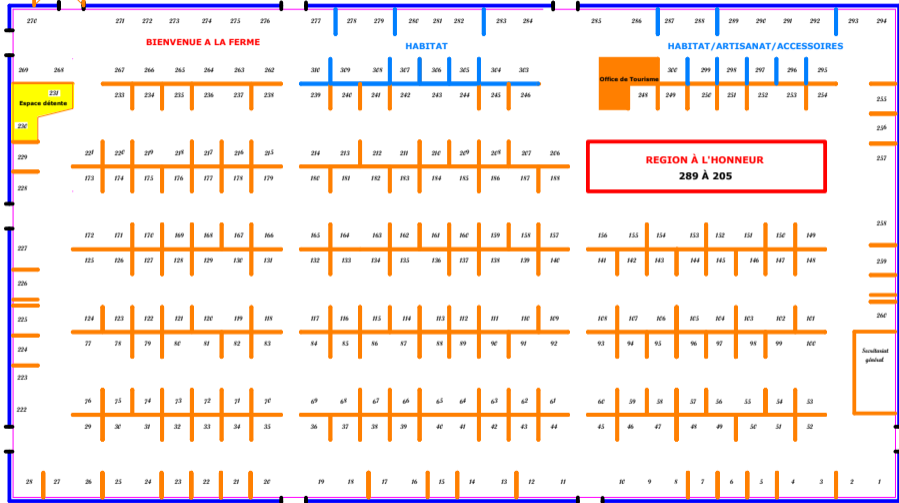 270 271 272 273 274 275 276 277 278 279 280 281 282 283 284 285 286 287 288 289 290 291 292 293 294
BIENVENUE A LA FERME
HABITAT
HABITAT/ARTISANAT/ACCESSOIRES
269 268 267 266 265 264 263 262 310 309 308 307 306 305 304 303 300 299 298 297 296 295
Office de Tourisme
231
Espace détente
230
233 234 235 236 237 238 239 240 241 242 243 244 245 246 248 249 250 251 252 253 254 255
256
229 221 220 219 218 217 216 215 214 213 212 211 210 209 208 207 206 257
REGION À L'HONNEUR
289 À 205
228 173 174 175 176 177 178 179 180 181 182 183 184 185 186 187 188
258
227 172 171 170 169 168 167 166 165 164 163 162 161 160 159 158 157 156 155 154 153 152 151 150 149
125 126 127 128 129 130 131 132 133 134 135 136 137 138 139 140 141 142 143 144 145 146 147 148 259
226
225 124 123 122 121 120 119 118 117 116 115 114 113 112 111 110 109 108 107 106 105 104 103 102 101 260
224 77 78 79 80 81 82 83 84 85 86 87 88 89 90 91 92 93 94 95 96 97 98 99 100
Secrétariat
général
223
222 76 75 74 73 72 71 70 69 68 67 66 65 64 63 62 61 60 59 58 57 56 55 54 53
29 30 31 32 33 34 35 36 37 38 39 40 41 42 43 44 45 46 47 48 49 50 51 52
28 27 26 25 24 23 22 21 20 19 18 17 16 15 14 13 12 11 10 9 8 7 6 5 4 3 2 1